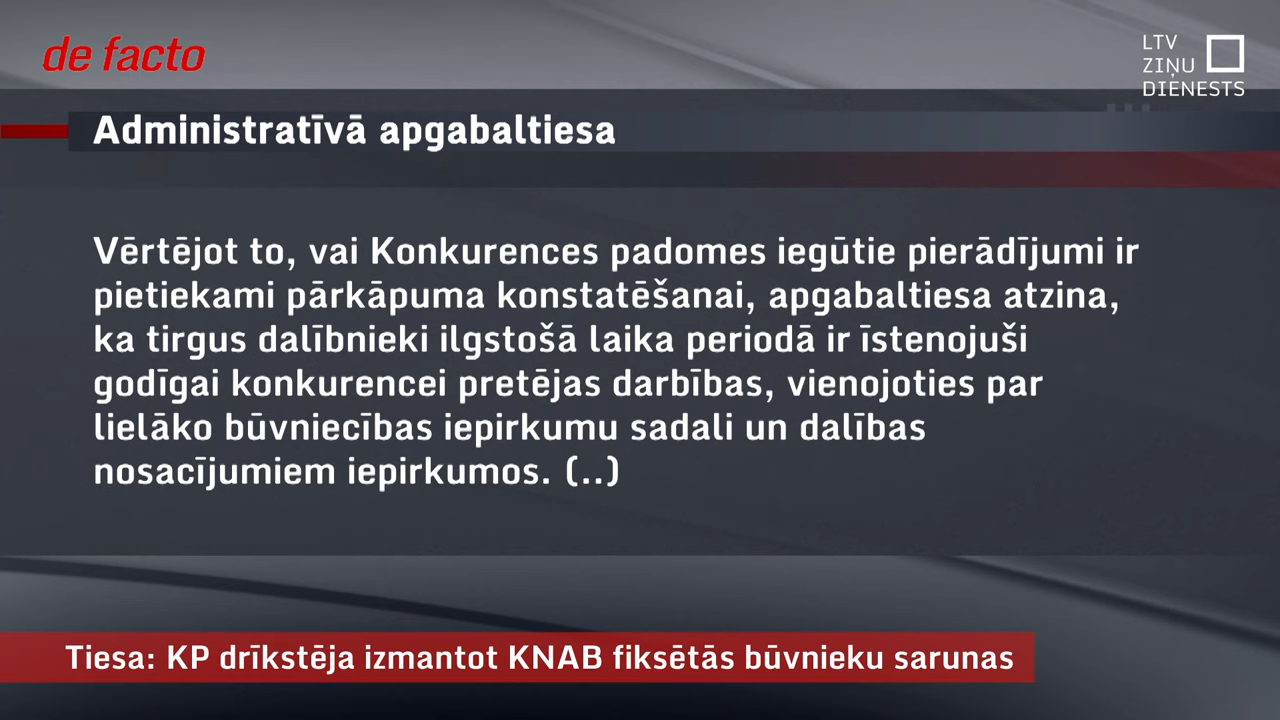 de facto
LTV
ZIŅU
DIENESTS
Administratīvā apgabaltiesa
Vērtējot to, vai Konkurences padomes iegūtie pierādījumi ir
pietiekami pārkāpuma konstatēšanai, apgabaltiesa atzina,
ka tirgus dalībnieki ilgstošā laika periodā ir īstenojuši
godīgai konkurencei pretējas darbības, vienojoties par
lielāko būvniecības iepirkumu sadali un dalības
nosacījumiem iepirkumos. (..)
Tiesa: KP drīkstēja izmantot KNAB fiksētās būvnieku sarunas